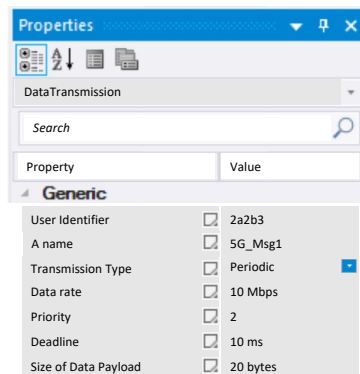 Properties
DataTransmission
Search
Property Value
Generic
User Identifier 2a2b3
A name 5G_Msg1
Transmission Type Periodic
Data rate 10 Mbps
Priority 2
Deadline 10 ms
Size of Data Payload 20 bytes